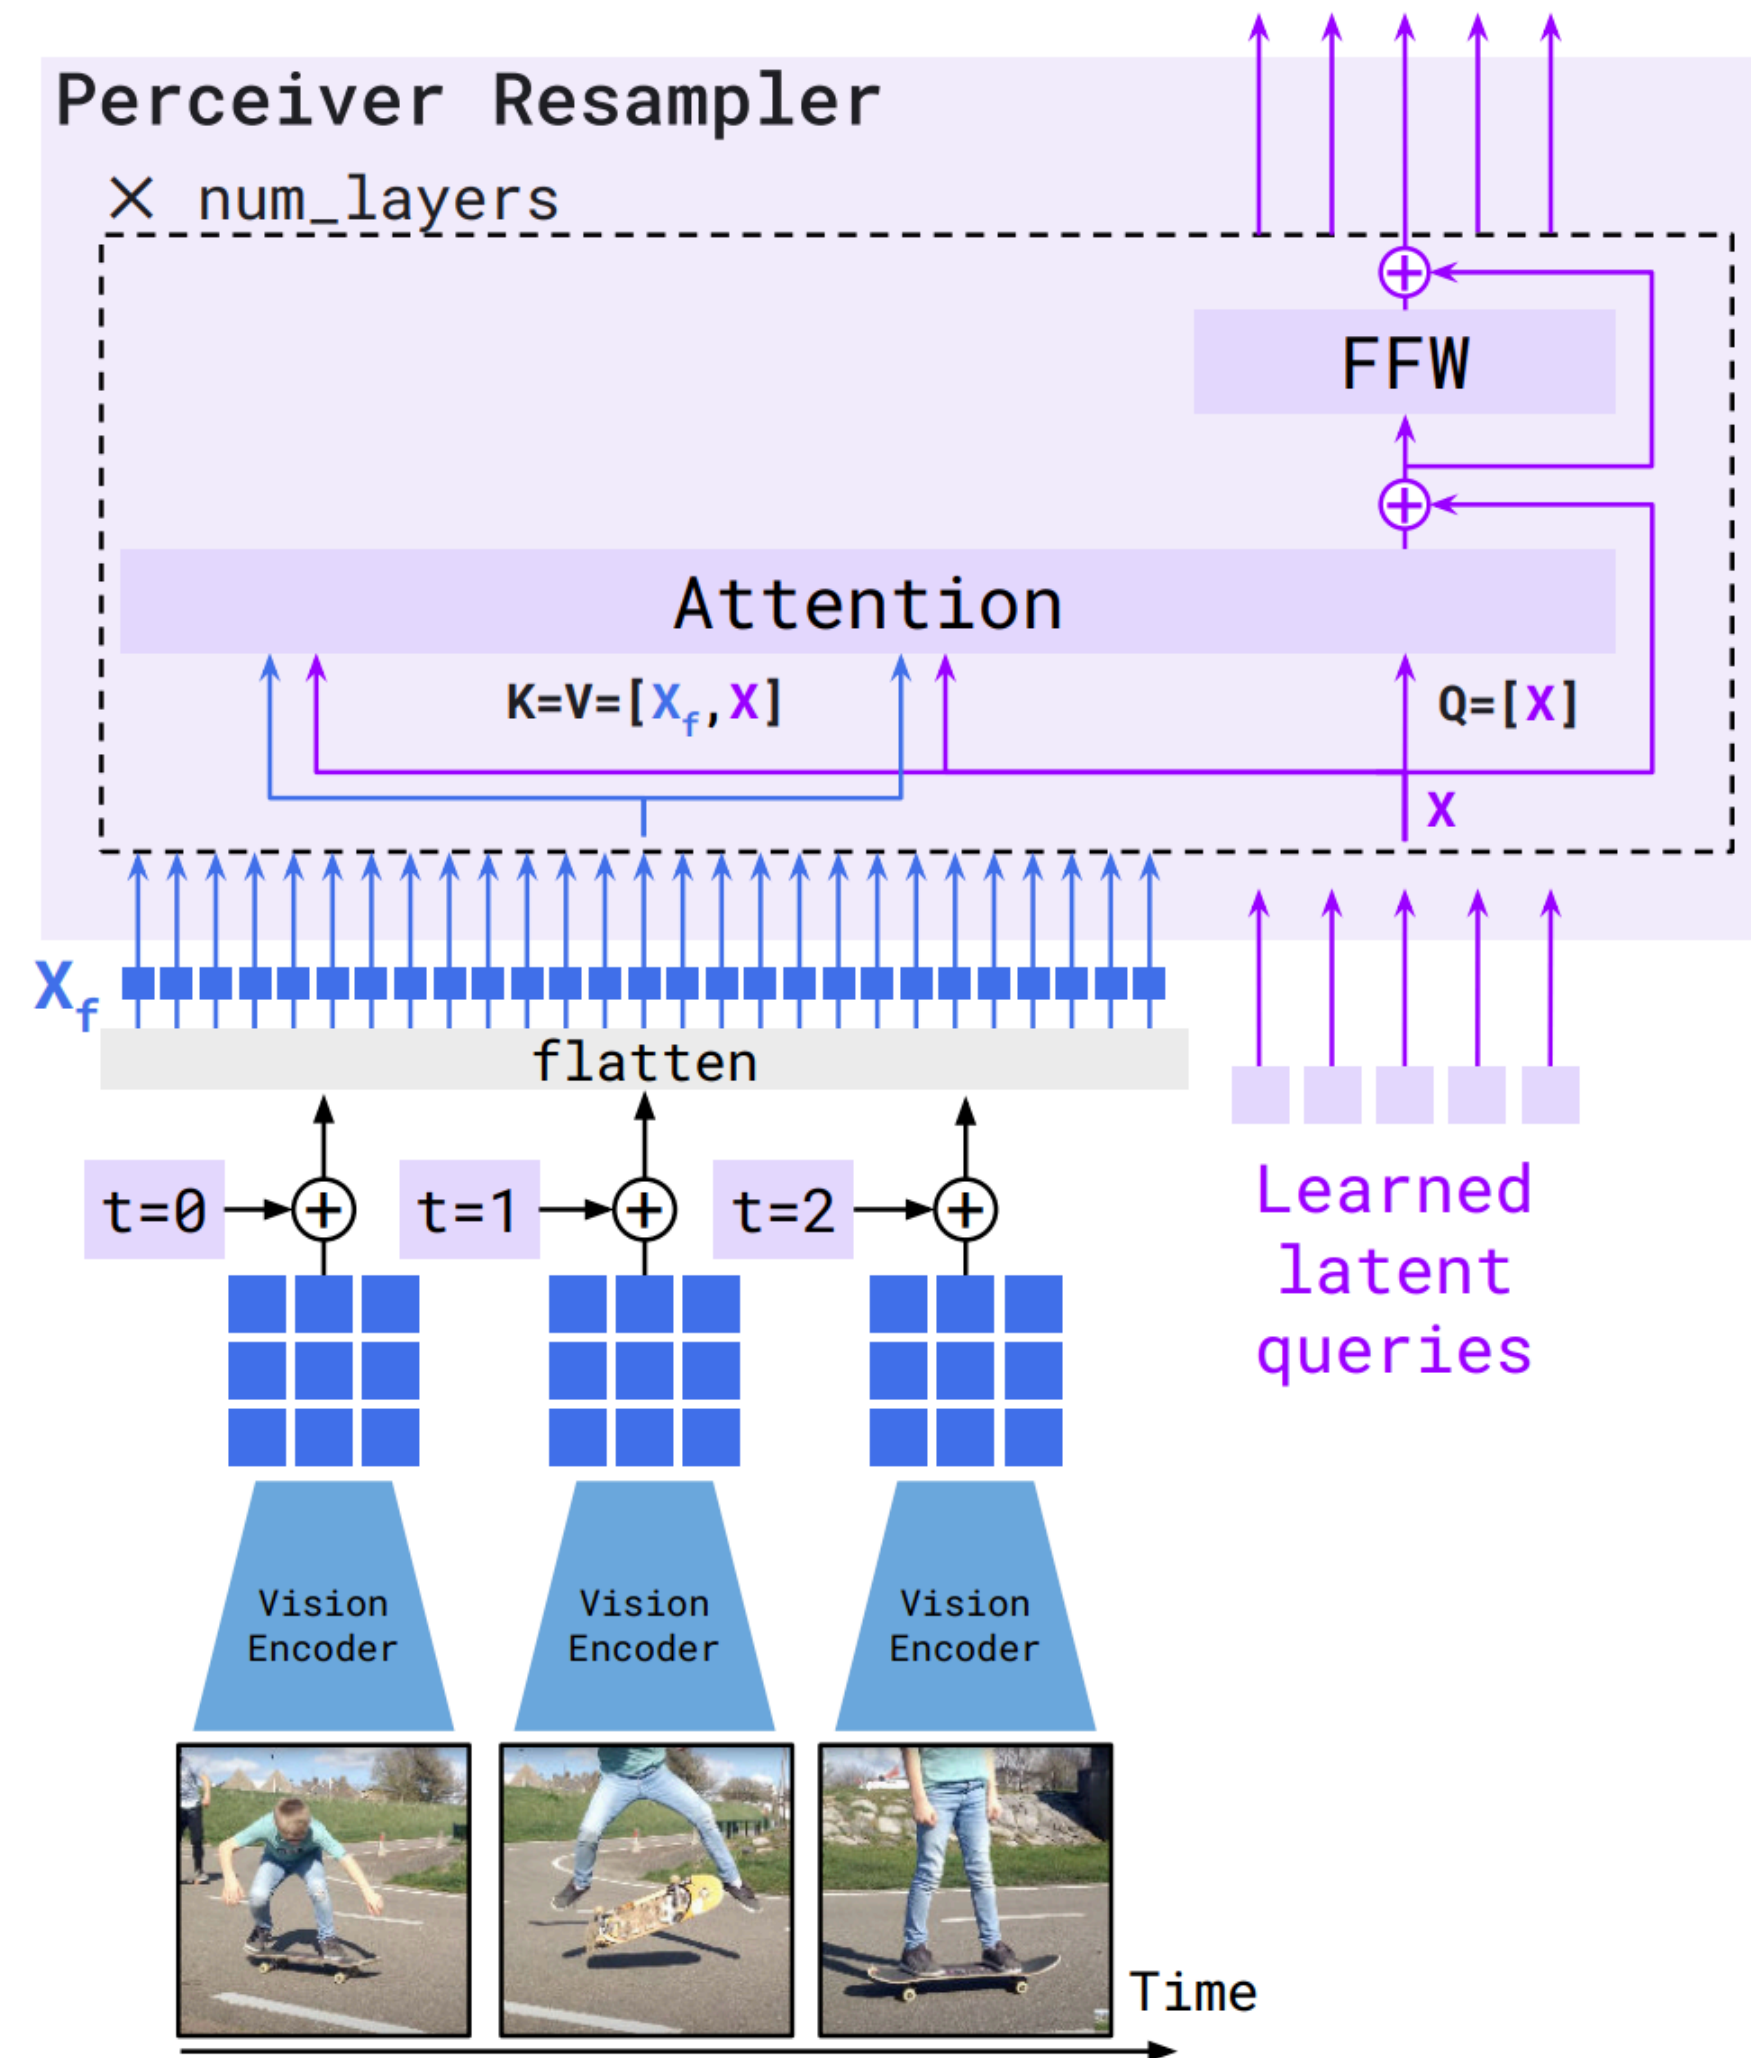 Perceiver Resampler
× num_layers
FFW
Attention
K=V=[Xf,X]
Q=[X]
X
Xf
flatten
t=0
t=1
t=2
Learned
latent
queries
Vision
Encoder
Vision
Encoder
Vision
Encoder
Time